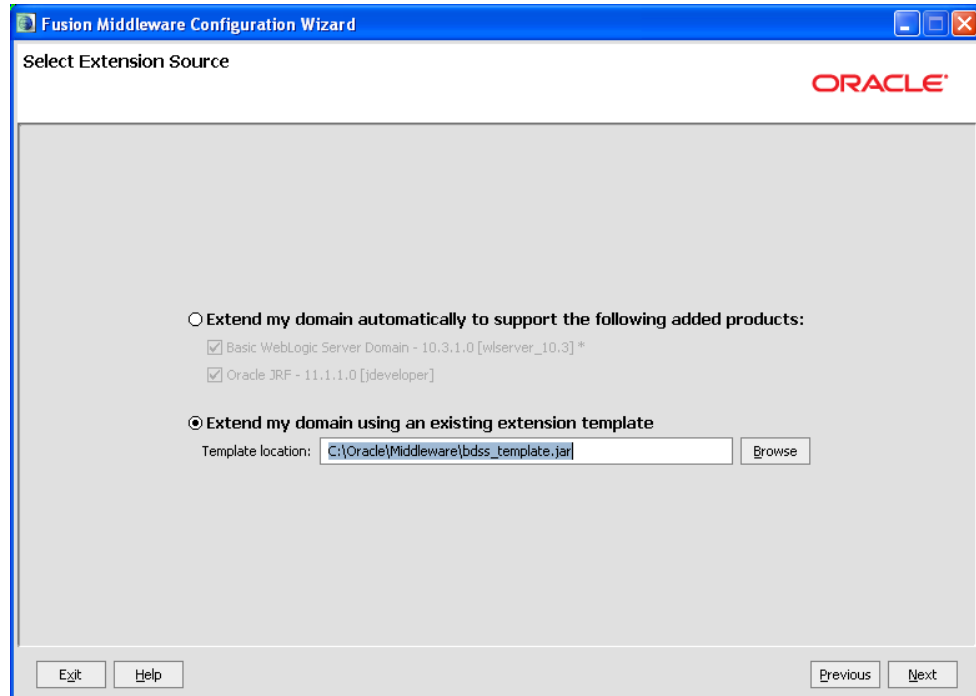 Fusion Middleware Configuration Wizard
Select Extension Source
ORACLE
Extend my domain automatically to support the following added products:
Basic WebLogic Server Domain - 10.3.1.0 [wlserver_10.3] *
Oracle JRF - 11.1.1.0 [jdeveloper]
Extend my domain using an existing extension template
Template location: C:\Oracle\Middleware\bdss_template.jar Browse
Exit Help Previous Next